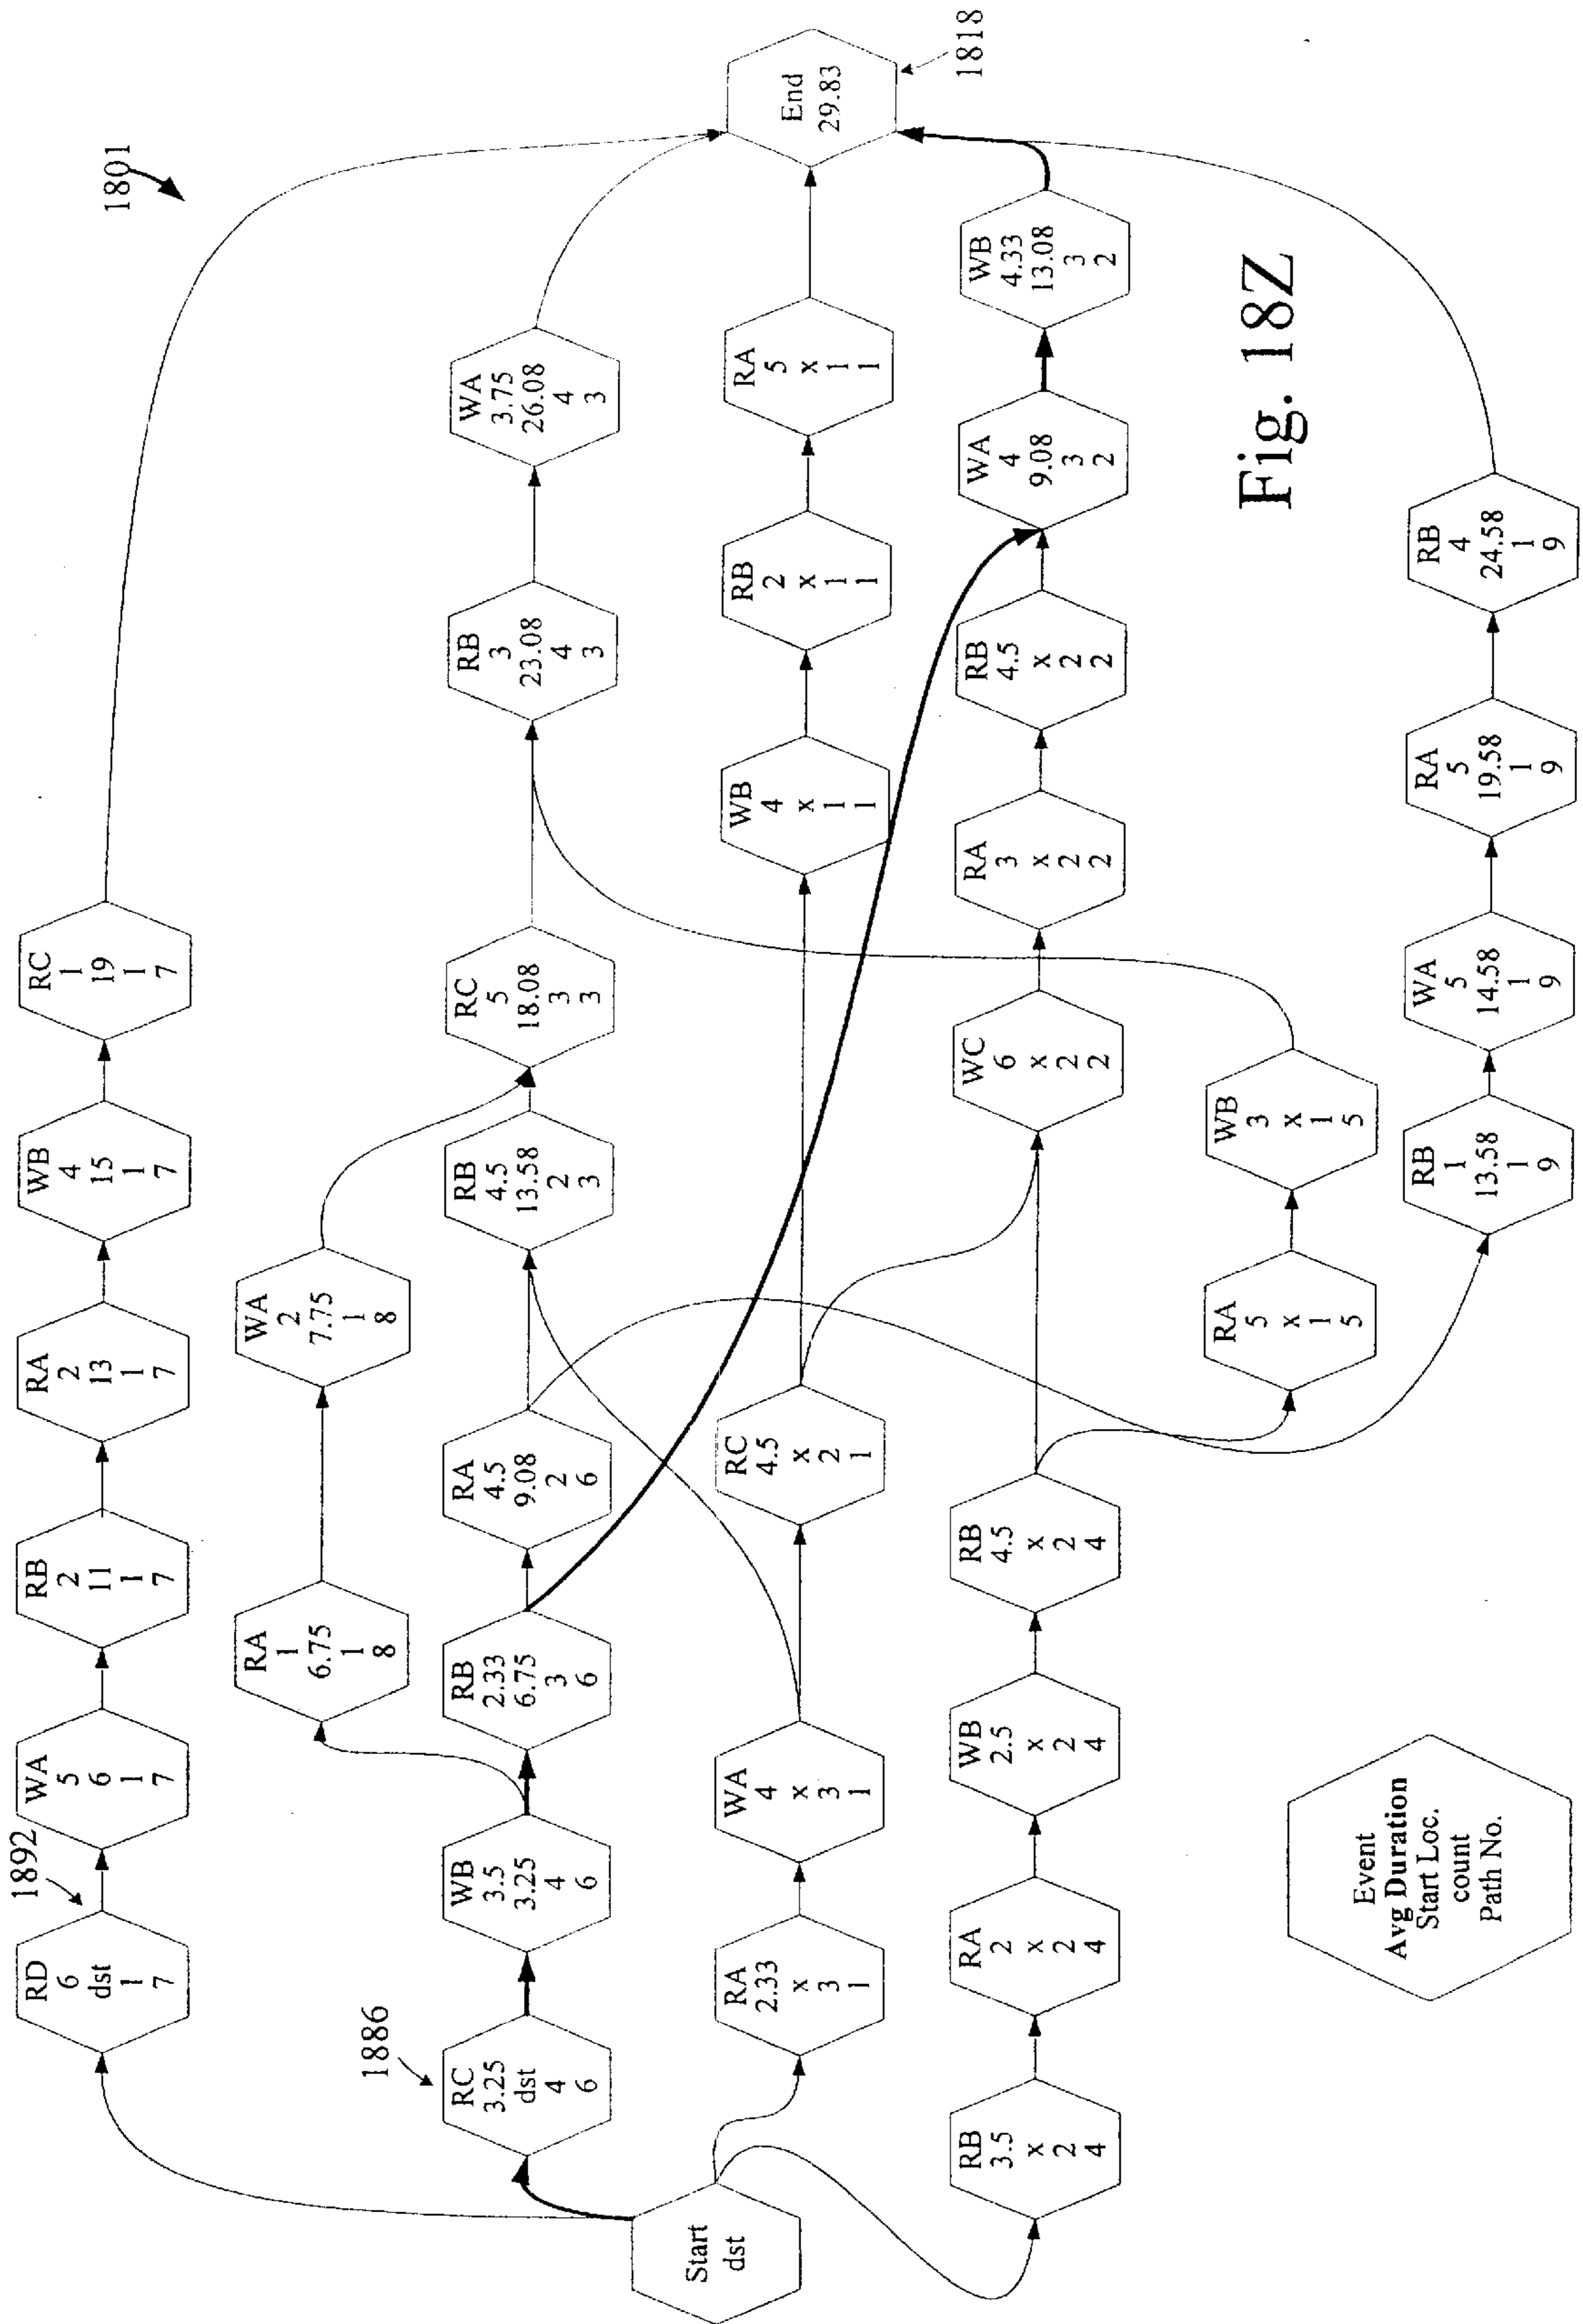 1801
1892
RD
6
dst
1
7
WA
5
6
1
7
RB
2
11
1
7
RA
2
13
1
7
WB
4
15
1
7
RC
1
19
1
7
RA
1
6.75
1
8
WA
2
7.75
1
8
1886
RC
3.25
dst
4
6
WB
3.5
3.25
4
6
RB
2.33
6.75
3
6
RA
4.5
9.08
2
6
RB
4.5
13.58
2
3
RC
5
18.08
3
3
RB
3
23.08
4
3
WA
3.75
26.08
4
3
Start
dst
RA
2.33
x
3
1
WA
4
x
3
1
RC
4.5
x
2
1
WB
4
x
1
1
RB
2
x
1
1
RA
5
x
1
1
End
29.83
1818
RB
3.5
x
2
4
RA
2
x
2
4
WB
2.5
x
2
4
RB
4.5
x
2
4
WC
6
x
2
2
RA
3
x
2
2
RB
4.5
x
2
2
WA
4
9.08
3
2
WB
4.33
13.08
3
2
RA
5
x
1
5
WB
3
x
1
5
RB
1
13.58
1
9
WA
5
14.58
1
9
RA
5
19.58
1
9
RB
4
24.58
1
9
Event
Avg Duration
Start Loc.
count
Path No.
Fig. 18Z